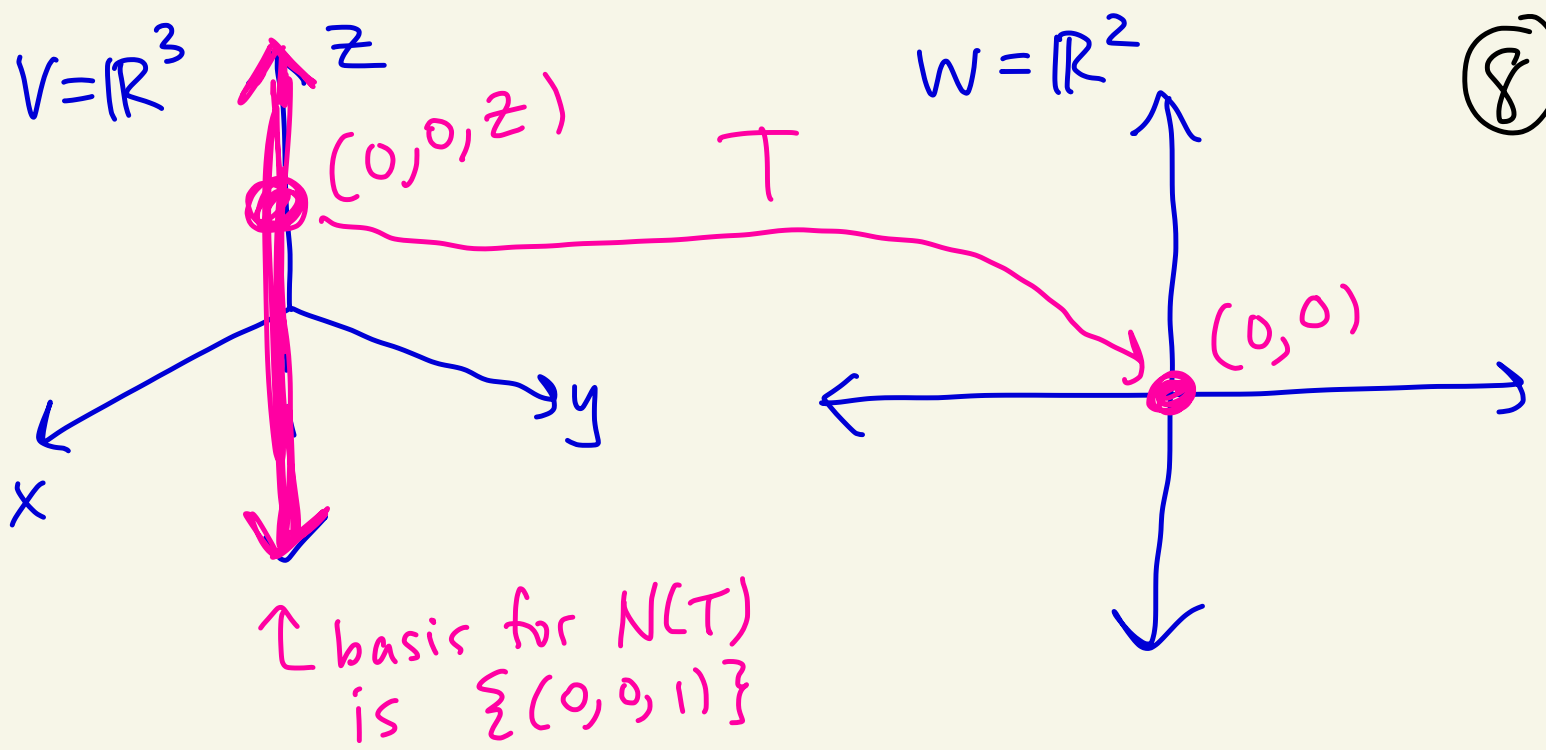 V=ℝ³
z
W=ℝ²
8
(0,0,z)
T
(0,0)
y
x
↑ basis for N(T)
is {(0,0,1)}